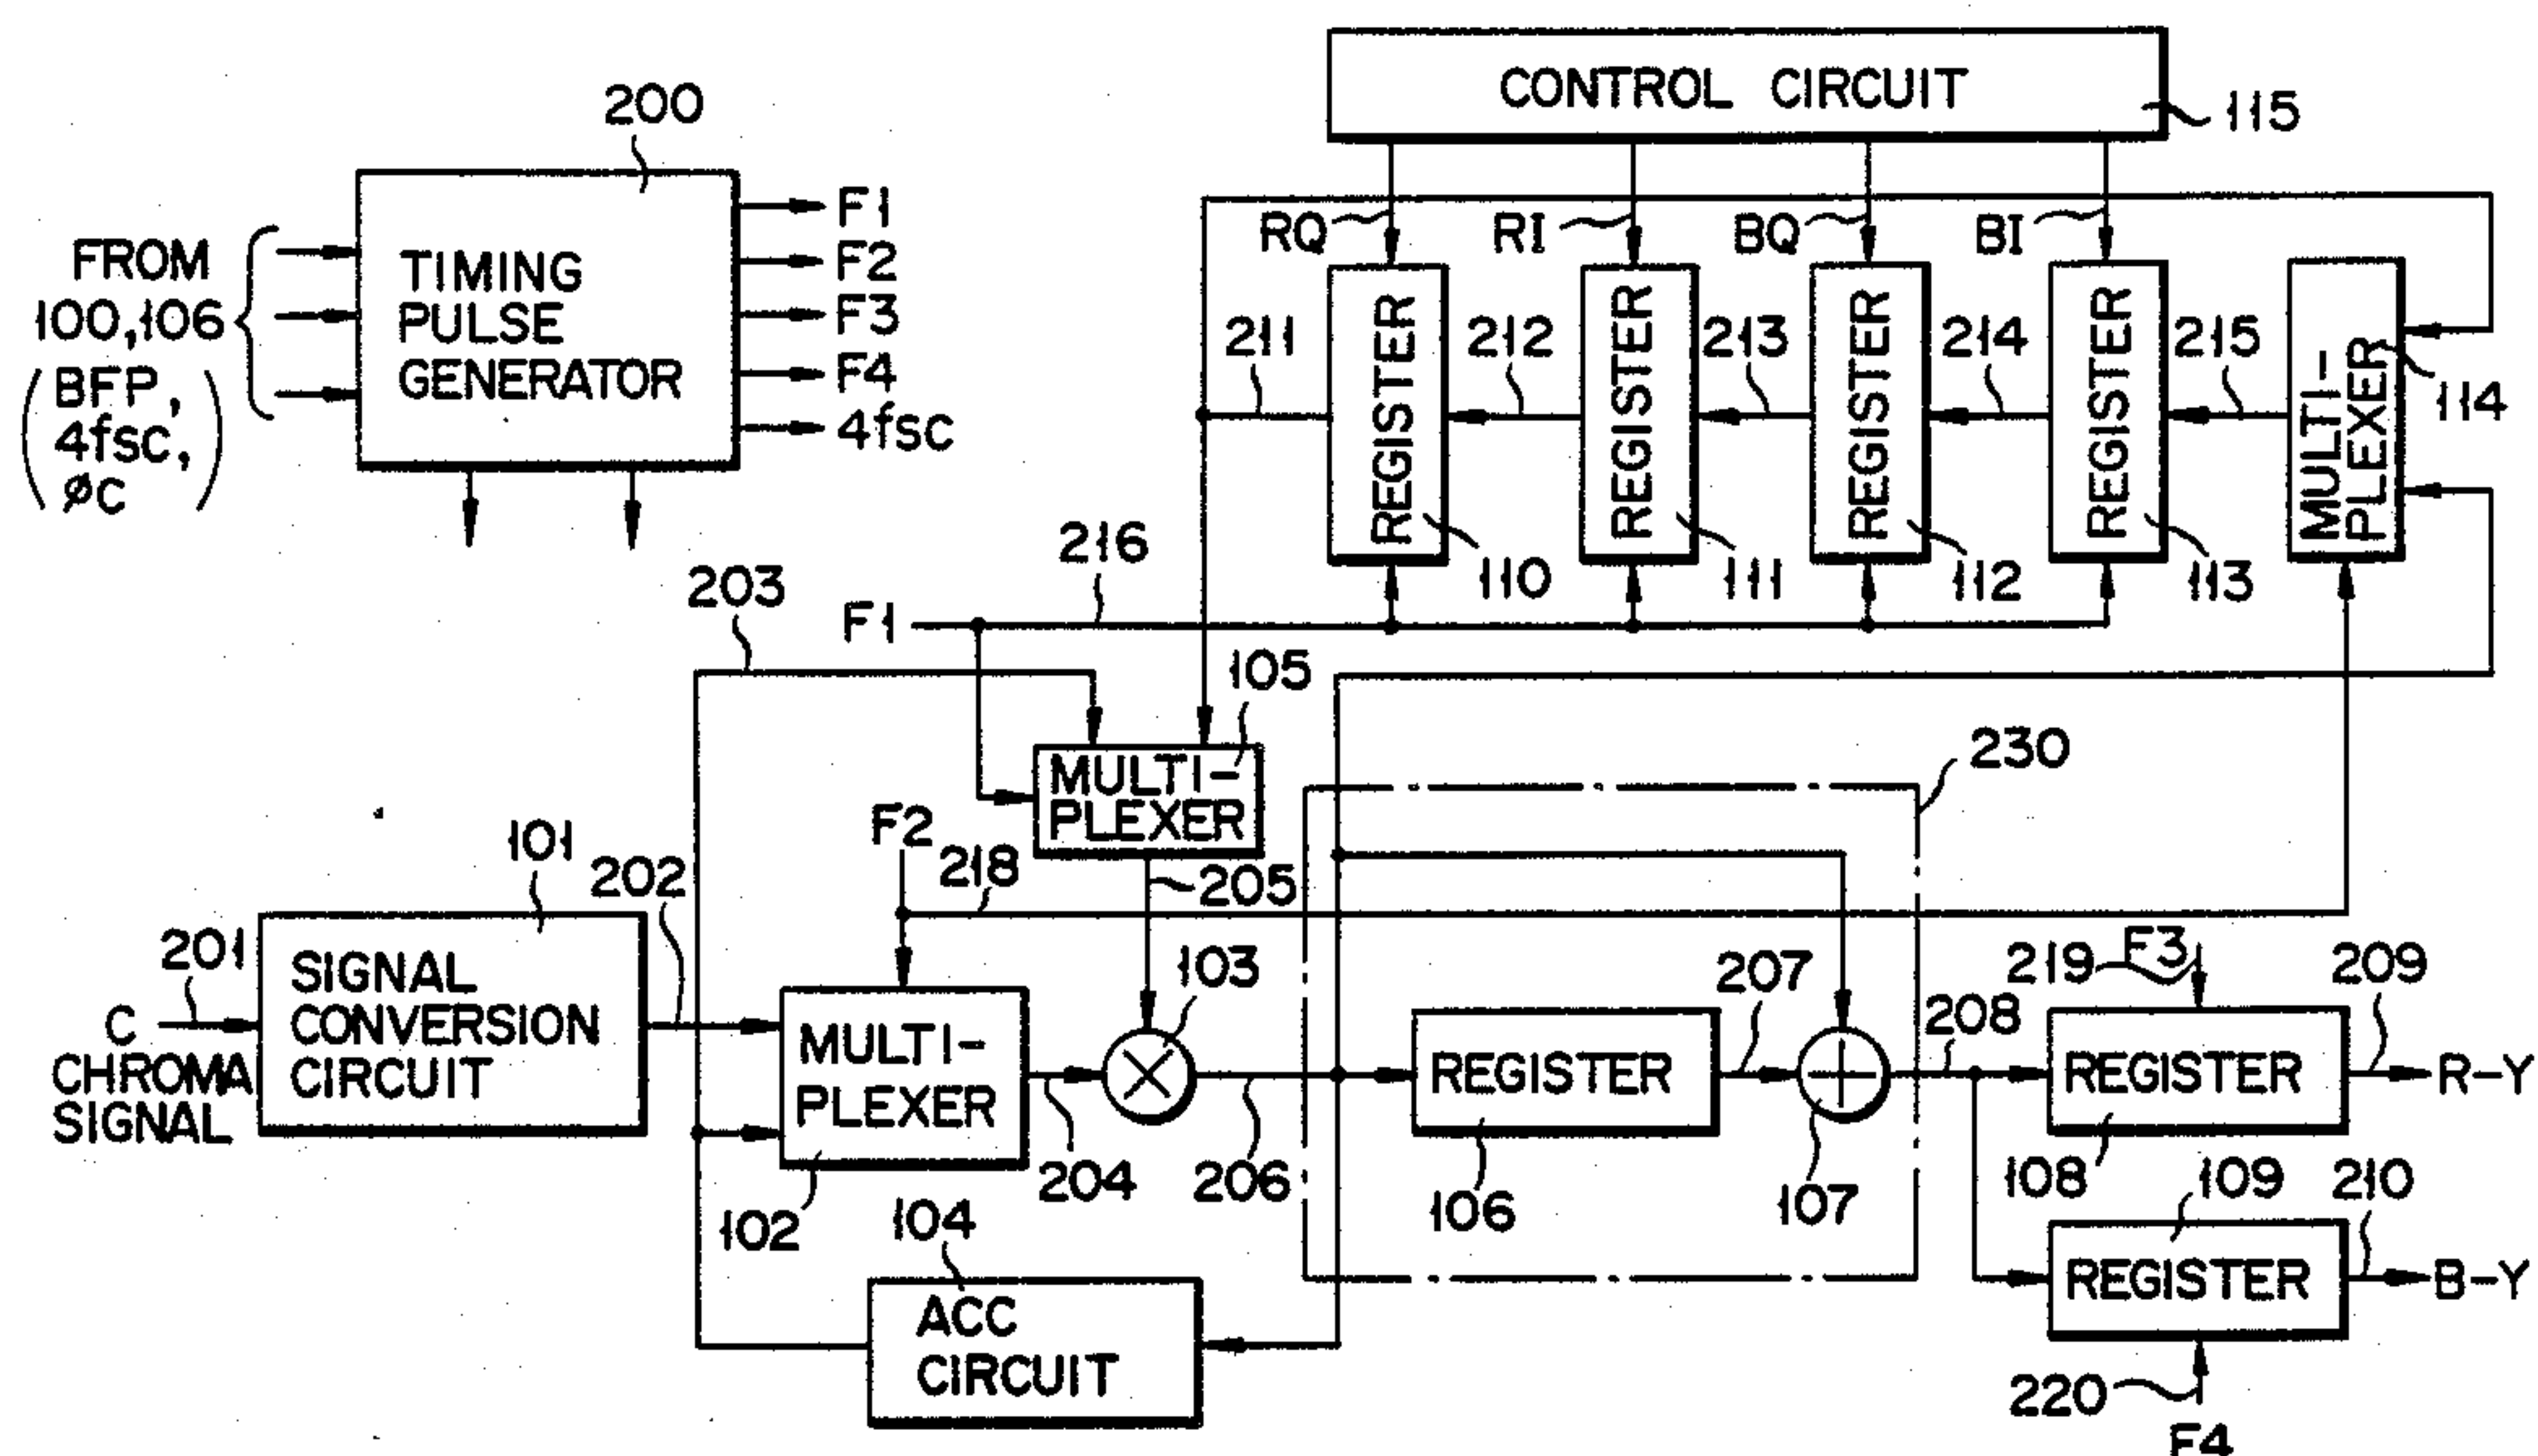 CONTROL CIRCUIT
115
200
TIMING
PULSE
GENERATOR
FROM
100,106
(BFP,
4fsc,
øC)
F1
F2
F3
F4
4fsc
RQ
RI
BQ
BI
211
REGISTER
110
212
REGISTER
111
213
REGISTER
112
214
REGISTER
113
215
MULTI-
PLEXER
114
216
F1
203
105
MULTI-
PLEXER
205
230
F2
218
101
202
201
C
CHROMA
SIGNAL
SIGNAL
CONVERSION
CIRCUIT
MULTI-
PLEXER
102
204
103
206
REGISTER
106
207
107
208
219
F3
REGISTER
108
209
R-Y
109
REGISTER
210
B-Y
220
F4
104
ACC
CIRCUIT